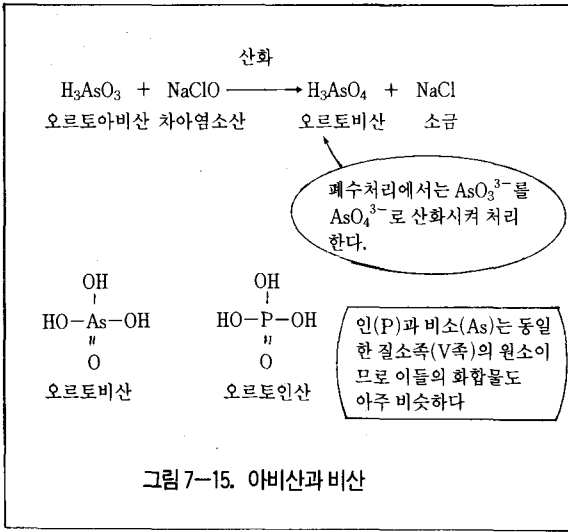 산화
H₃AsO₃ + NaClO ⟶ H₃AsO₄ + NaCl
오르토아비산 차아염소산 오르토비산 소금
폐수처리에서는 AsO₃³⁻를
AsO₄³⁻로 산화시켜 처리
한다.
OH
HO−As−OH
O
오르토비산
OH
HO−P−OH
O
오르토인산
인(P)과 비소(As)는 동일
한 질소족(V족)의 원소이
므로 이들의 화합물도
아주 비슷하다
그림 7−15. 아비산과 비산